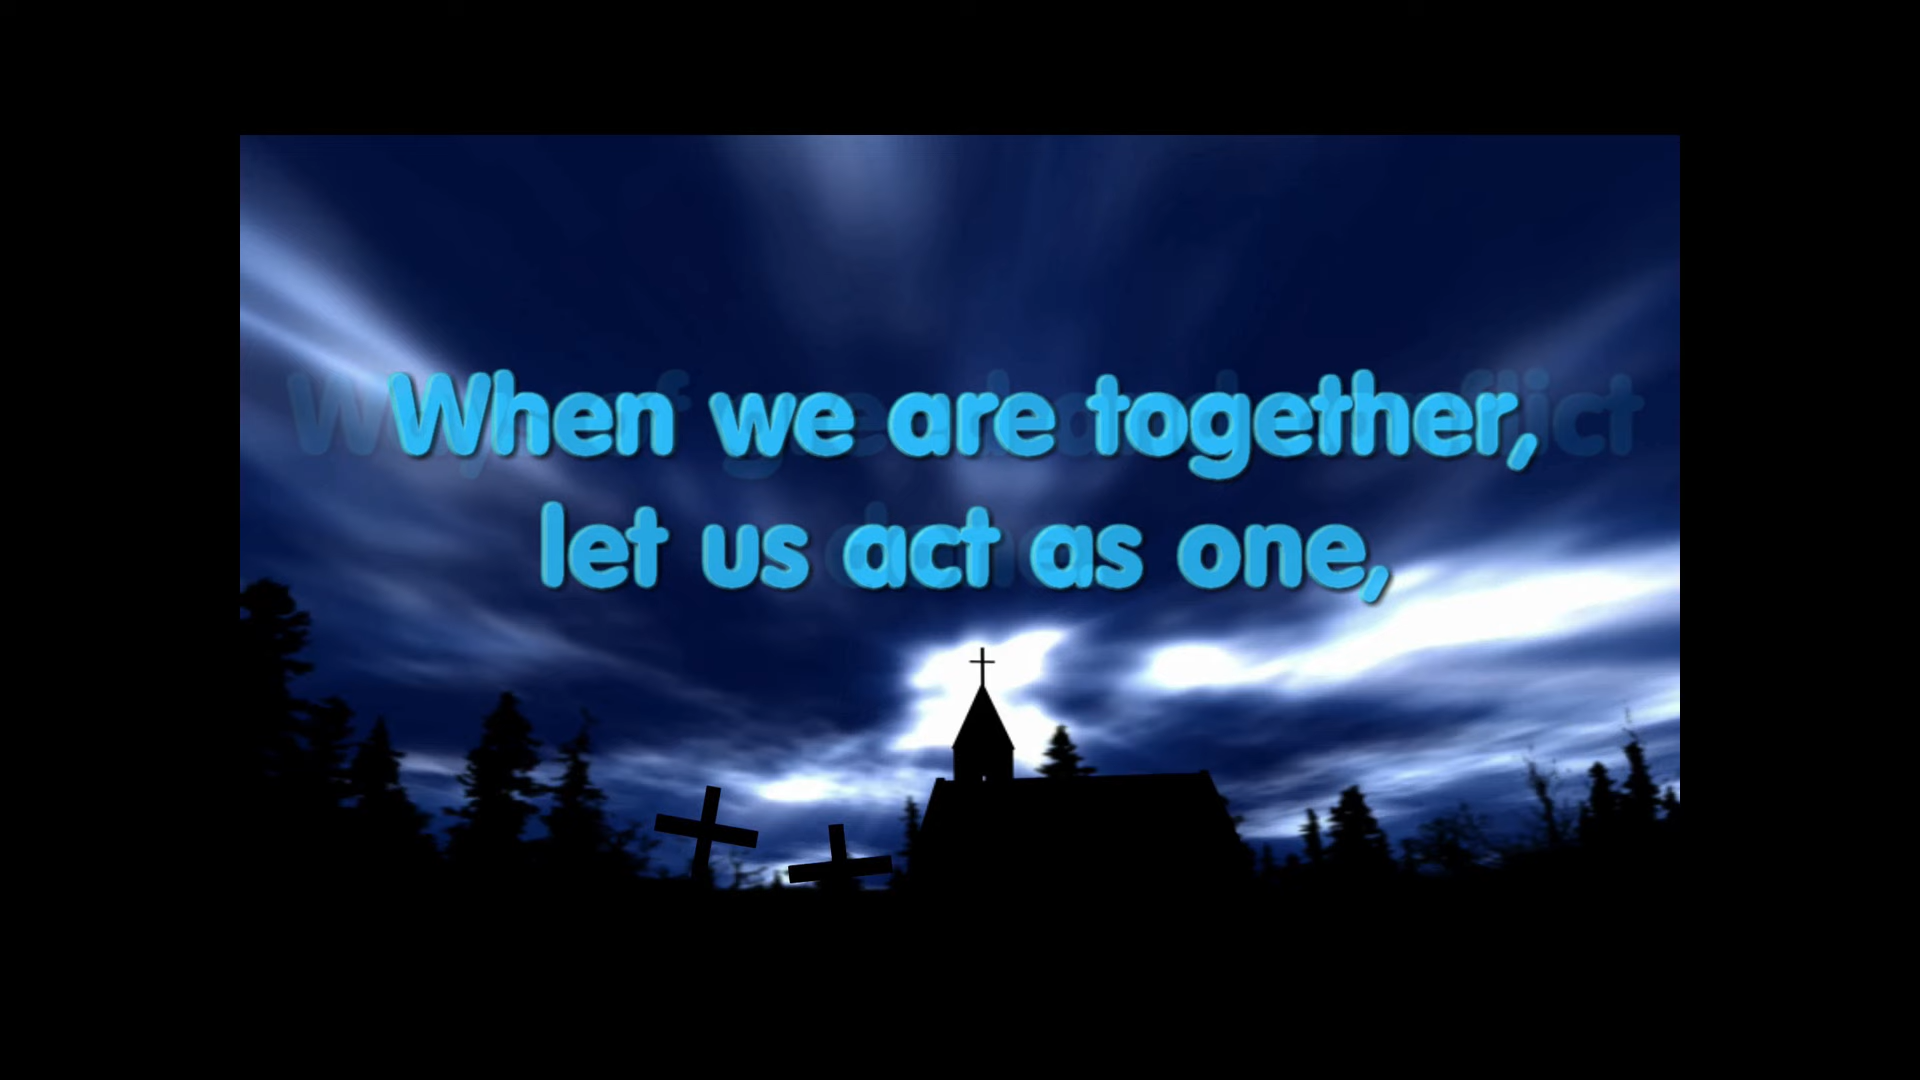 When we are together,
let us act as one,